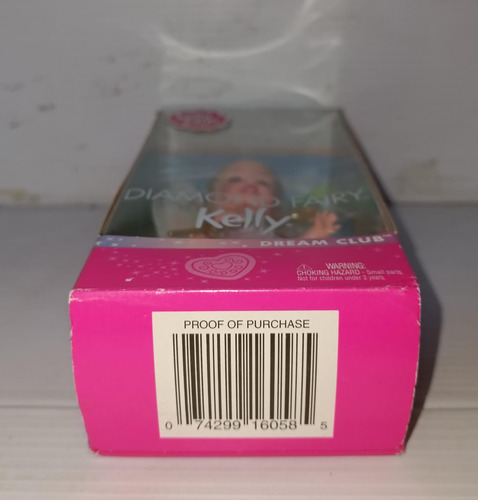 DIAMOND FAIRY
Kelly
DREAM CLUB
WARNING:
CHOKING HAZARD - Small parts
Not for children under 3 years.
PROOF OF PURCHASE
0 74299 16058 5